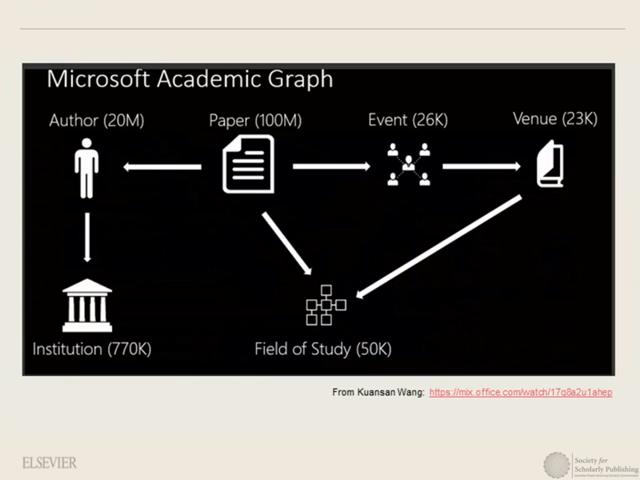 Microsoft Academic Graph
Author (20M)
Paper (100M)
Event (26K)
Venue (23K)
Institution (770K)
Field of Study (50K)
From Kuansan Wang: https://mix.office.com/watch/17q8a2u1ahep
ELSEVIER
Society for
Scholarly Publishing